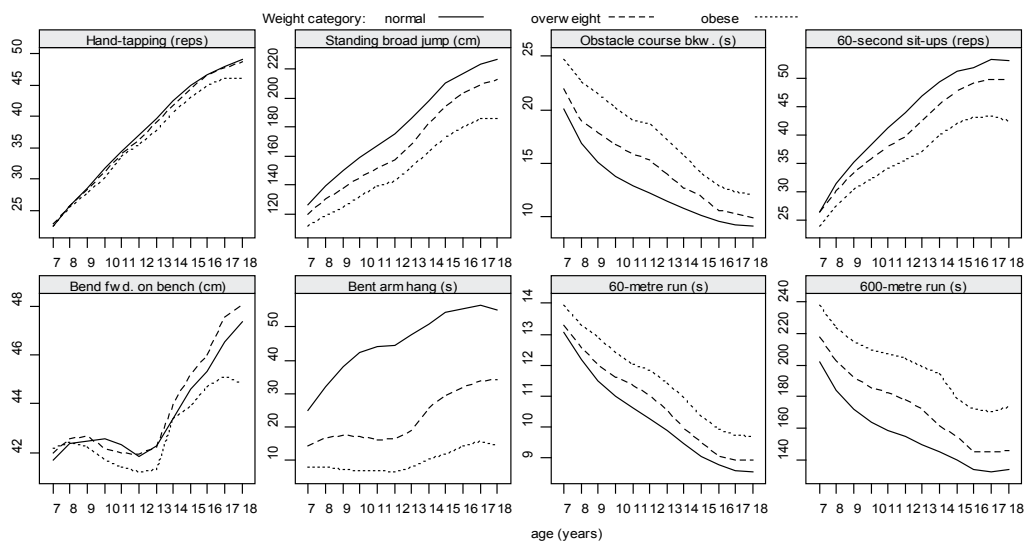 Weight category: normal overweight obese
Hand-tapping (reps) Standing broad jump (cm) Obstacle course bkw. (s) 60-second sit-ups (reps)
50 45 40 35 30 25
220 200 180 160 140 120
25 20 15 10
50 45 40 35 30 25
7 8 9 10 11 12 13 14 15 16 17 18 7 8 9 10 11 12 13 14 15 16 17 18 7 8 9 10 11 12 13 14 15 16 17 18 7 8 9 10 11 12 13 14 15 16 17 18
Bend fwd. on bench (cm) Bent arm hang (s) 60-metre run (s) 600-metre run (s)
48 46 44 42
50 40 30 20 10
14 13 12 11 10 9
240 220 200 180 160 140
7 8 9 10 11 12 13 14 15 16 17 18 7 8 9 10 11 12 13 14 15 16 17 18 7 8 9 10 11 12 13 14 15 16 17 18 7 8 9 10 11 12 13 14 15 16 17 18
age (years)